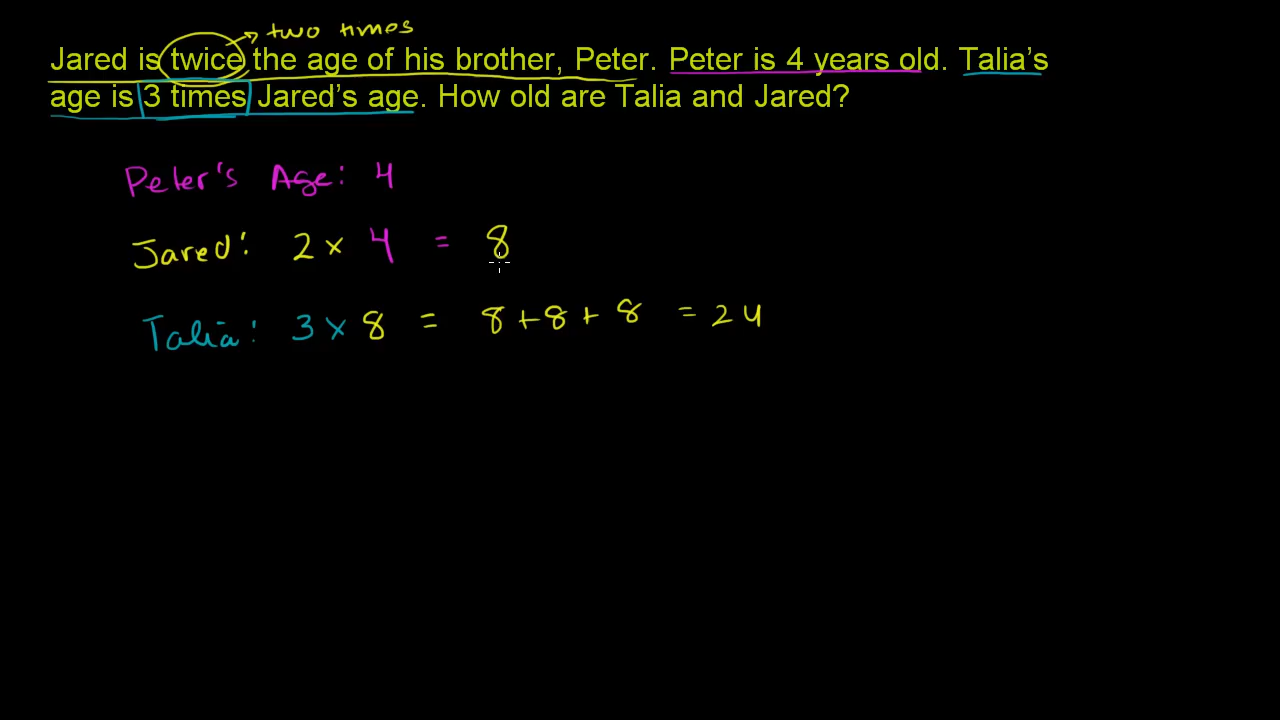 two times
Jared is twice the age of his brother, Peter. Peter is 4 years old. Talia's
age is 3 times Jared's age. How old are Talia and Jared?
Peter's Age: 4
Jared: 2 × 4 = 8
Talia: 3 × 8 = 8 + 8 + 8 = 24